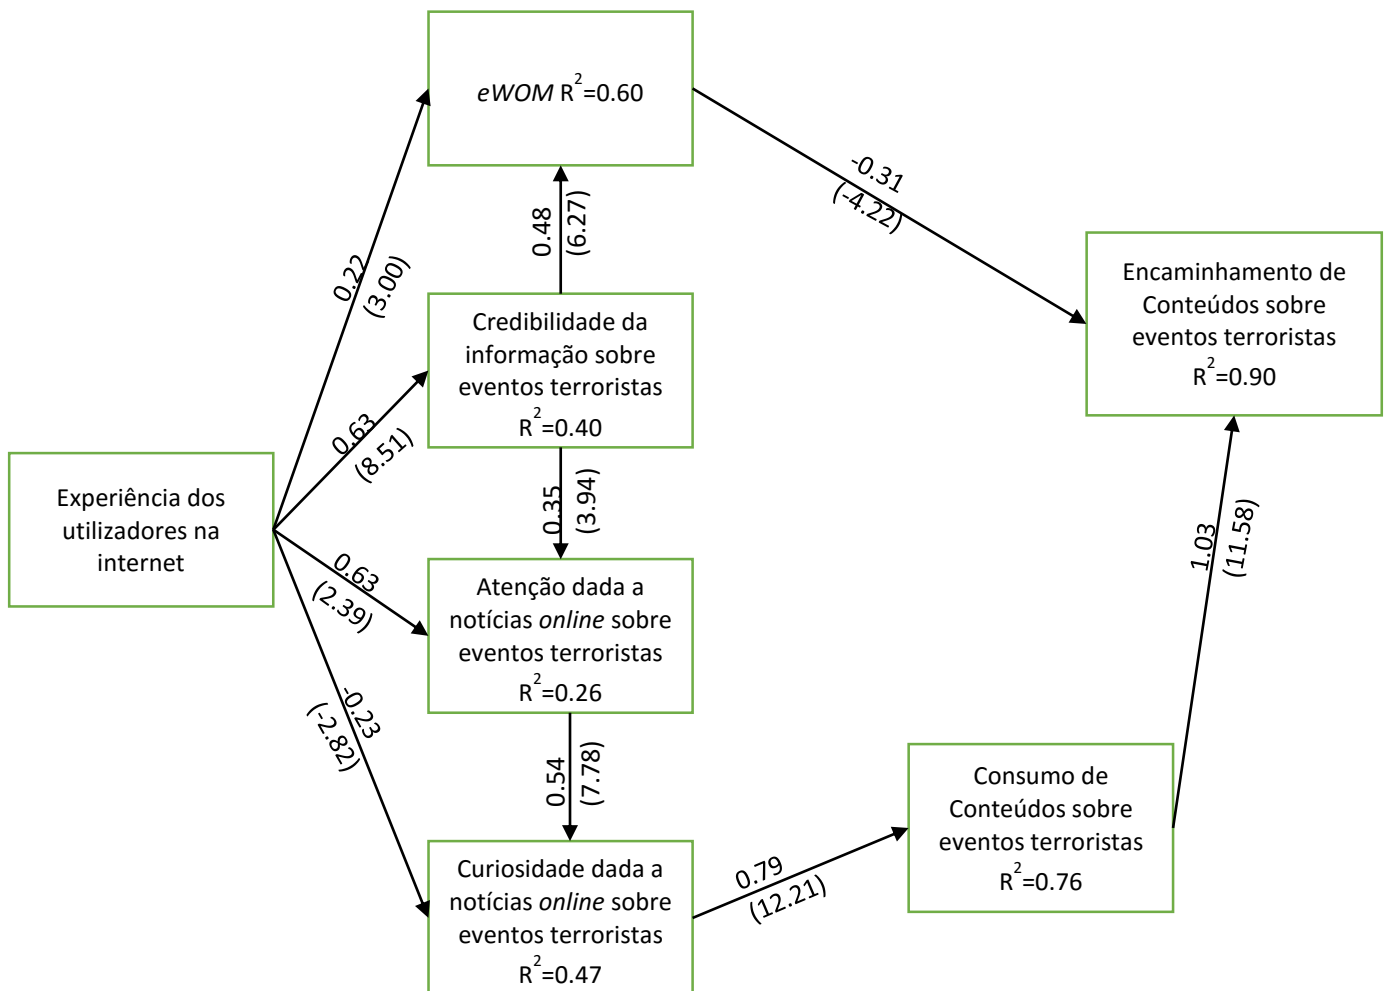 eWOM R²=0.60
-0.31
(-4.22)
0.48
(6.27)
0.22
(3.00)
Encaminhamento de
Conteúdos sobre
eventos terroristas
R²=0.90
Credibilidade da
informação sobre
eventos terroristas
R²=0.40
0.63
(8.51)
Experiência dos
utilizadores na
internet
0.35
(3.94)
0.63
(2.39)
Atenção dada a
notícias online sobre
eventos terroristas
R²=0.26
1.03
(11.58)
-0.23
(-2.82)
0.54
(7.78)
Consumo de
Conteúdos sobre
eventos terroristas
R²=0.76
Curiosidade dada a
notícias online sobre
eventos terroristas
R²=0.47
0.79
(12.21)